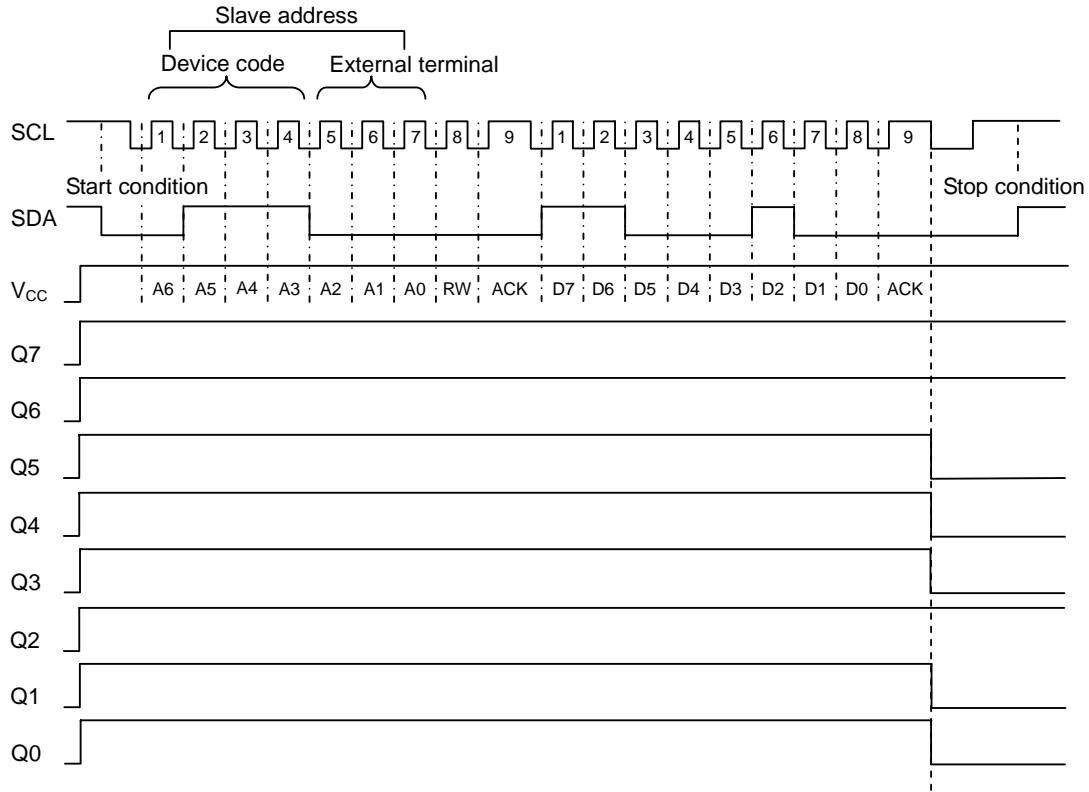 Slave address
Device code External terminal
SCL 1 2 3 4 5 6 7 8 9 1 2 3 4 5 6 7 8 9
Start condition Stop condition
SDA
VCC A6 A5 A4 A3 A2 A1 A0 RW ACK D7 D6 D5 D4 D3 D2 D1 D0 ACK
Q7
Q6
Q5
Q4
Q3
Q2
Q1
Q0